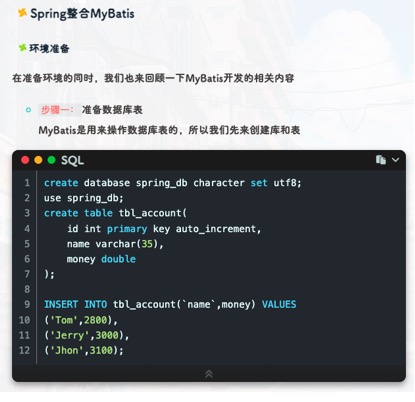 Spring整合MyBatis
环境准备
在准备环境的同时，我们也来回顾一下MyBatis开发的相关内容
步骤一： 准备数据库表
MyBatis是用来操作数据库表的，所以我们先来创建库和表
SQL
1 create database spring_db character set utf8;
2 use spring_db;
3 create table tbl_account(
4     id int primary key auto_increment,
5     name varchar(35),
6     money double
7 );
8
9 INSERT INTO tbl_account(`name`,money) VALUES
10 ('Tom',2800),
11 ('Jerry',3000),
12 ('Jhon',3100);